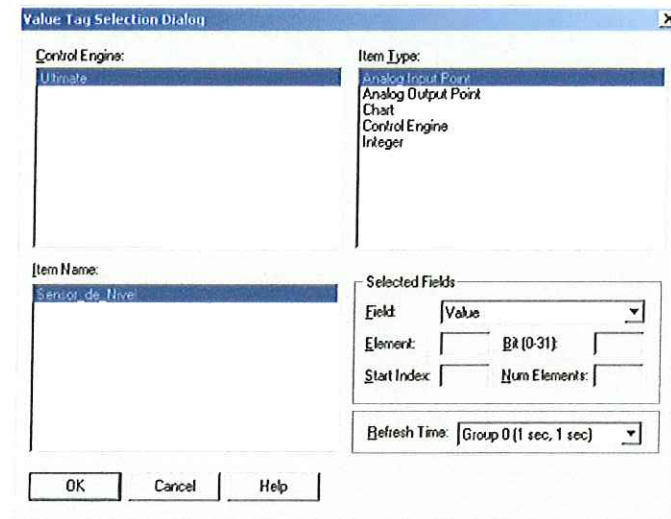 Value Tag Selection Dialog
Control Engine:
Ultimate
Item Type:
Analog Input Point
Analog Output Point
Chart
Control Engine
Integer
Item Name:
Sensor_de_Nivel
Selected Fields
Field: Value
Element: Bit (0-31):
Start Index: Num Elements:
Refresh Time: Group 0 (1 sec, 1 sec)
OK Cancel Help